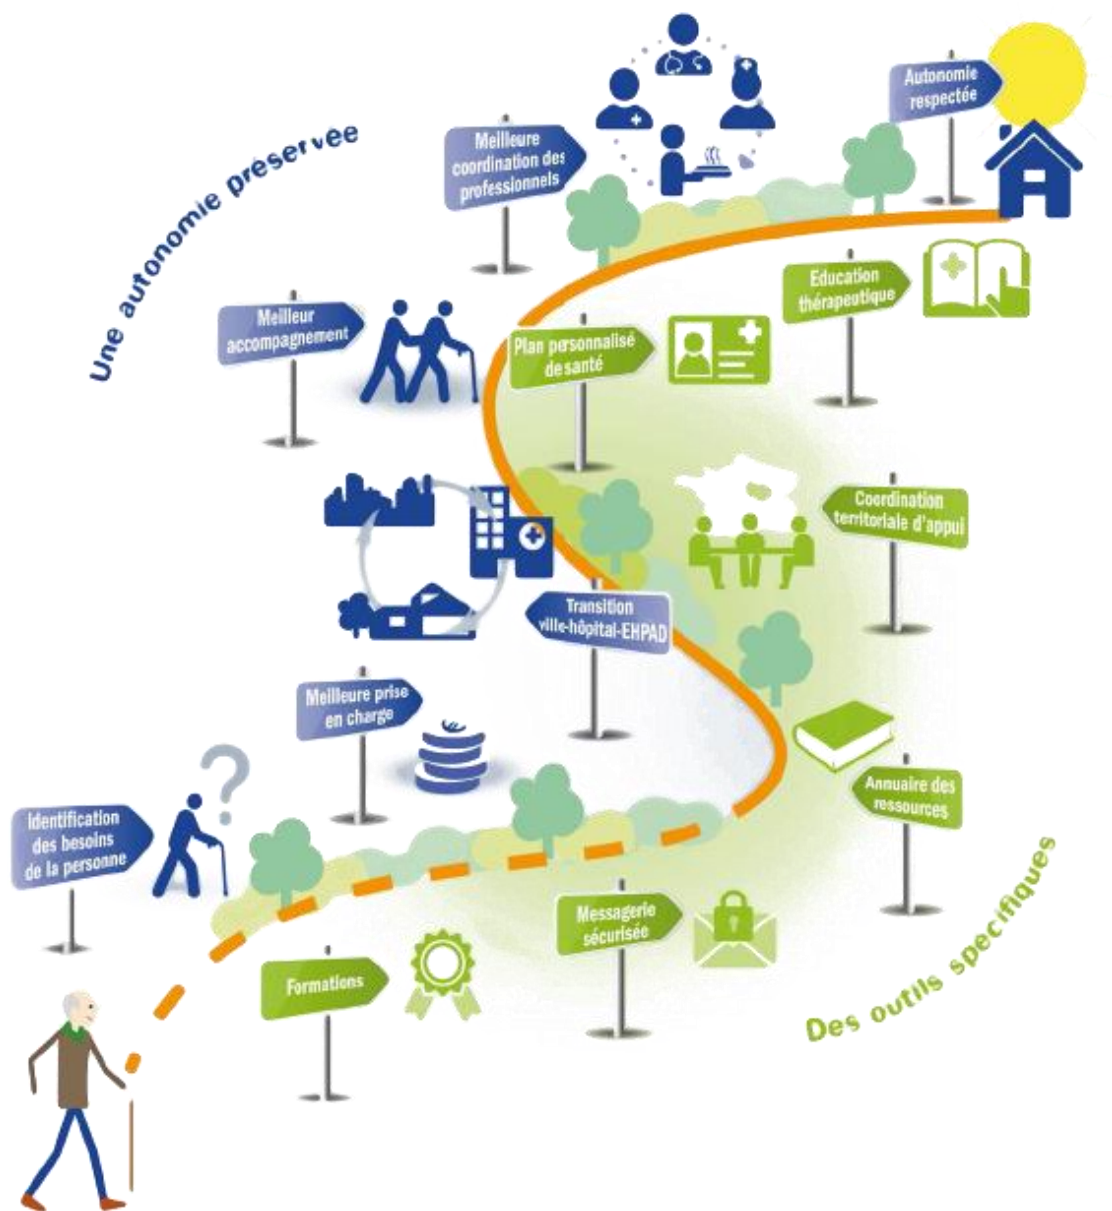 Autonomie
respectée
Meilleure
coordination des
professionnels
Une autonomie préservée
Education
thérapeutique
Meilleur
accompagnement
Plan personnalisé
de santé
Coordination
territoriale d'appui
Transition
ville-hôpital-EHPAD
Meilleure prise
en charge
Annuaire des
ressources
Identification
des besoins
de la personne
Messagerie
sécurisée
Formations
Des outils spécifiques